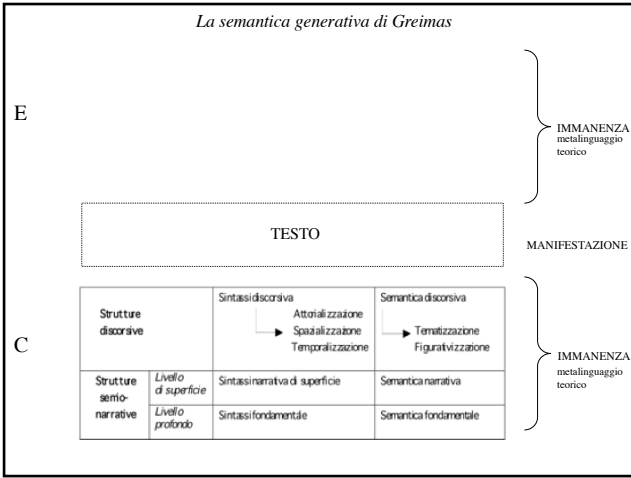 La semantica generativa di Greimas
E
IMMANENZA
metalinguaggio
teorico
TESTO
MANIFESTAZIONE
C
Strutture
discorsive
Sintassi discorsiva
Attorializzazione
Spazializzazione
Temporalizzazione
Semantica discorsiva
Tematizzazione
Figurativizzazione
Strutture
semio-
narrative
Livello
di superficie
Sintassi narrativa di superficie
Semantica narrativa
Livello
profondo
Sintassi fondamentale
Semantica fondamentale
IMMANENZA
metalinguaggio
teorico